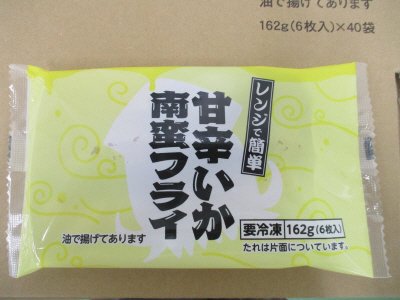 油で揚げてあります
162g(6枚入)×40袋
レンジで簡単
甘辛いか
南蛮フライ
油で揚げてあります
要冷凍 162g(6枚入)
たれは片面についています。